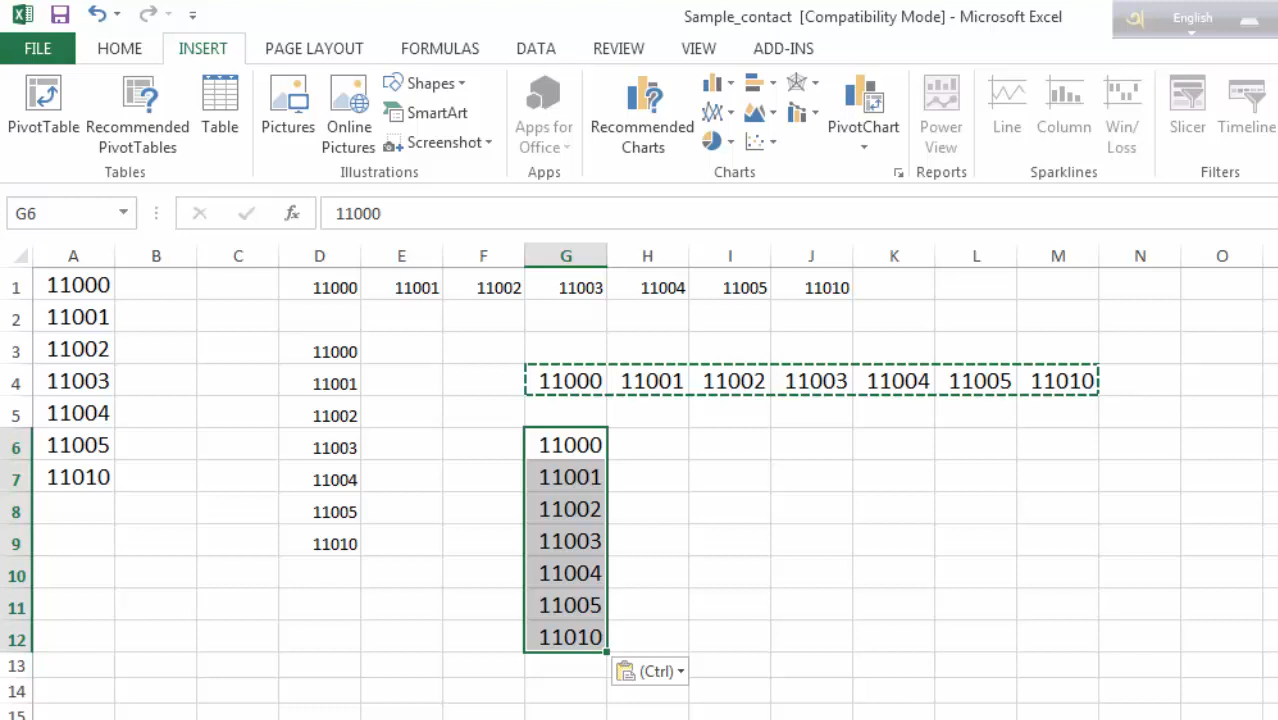 Sample_contact [Compatibility Mode] - Microsoft Excel
English
FILE HOME INSERT PAGE LAYOUT FORMULAS DATA REVIEW VIEW ADD-INS
PivotTable
Recommended
PivotTables
Table
Tables
Pictures
Online
Pictures
Shapes
SmartArt
Screenshot
Illustrations
Apps for
Office
Apps
Recommended
Charts
PivotChart
Charts
Power
View
Reports
Line
Column
Win/
Loss
Sparklines
Slicer
Timeline
Filters
G6 fx 11000
A B C D E F G H I J K L M N O
1 11000 11000 11001 11002 11003 11004 11005 11010
2 11001
3 11002 11000
4 11003 11001 11000 11001 11002 11003 11004 11005 11010
5 11004 11002
6 11005 11003 11000
7 11010 11004 11001
8 11005 11002
9 11010 11003
10 11004
11 11005
12 11010
13 (Ctrl)
14
15